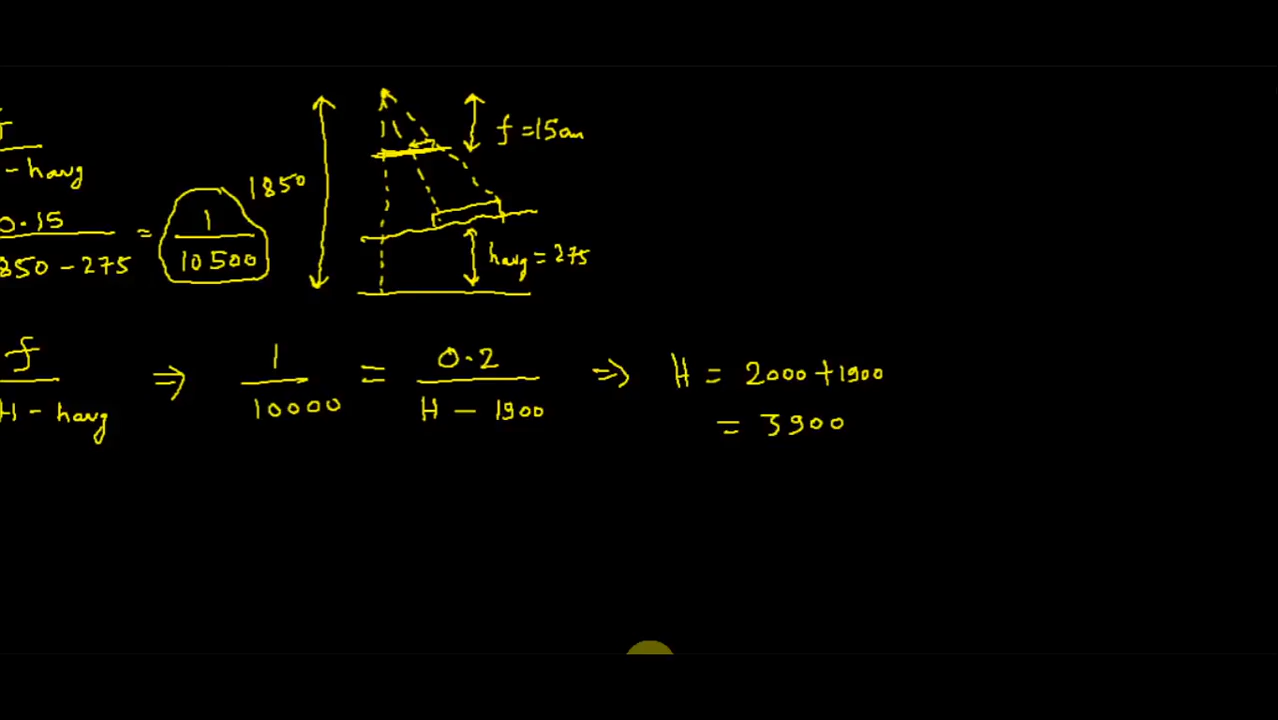 f
- havg
0.15
850 - 275
=
1
10500
1850
f = 15cm
havg = 275
f
H - havg
⇒
1
10000
=
0.2
H - 1900
⇒ H = 2000 + 1900
= 3900